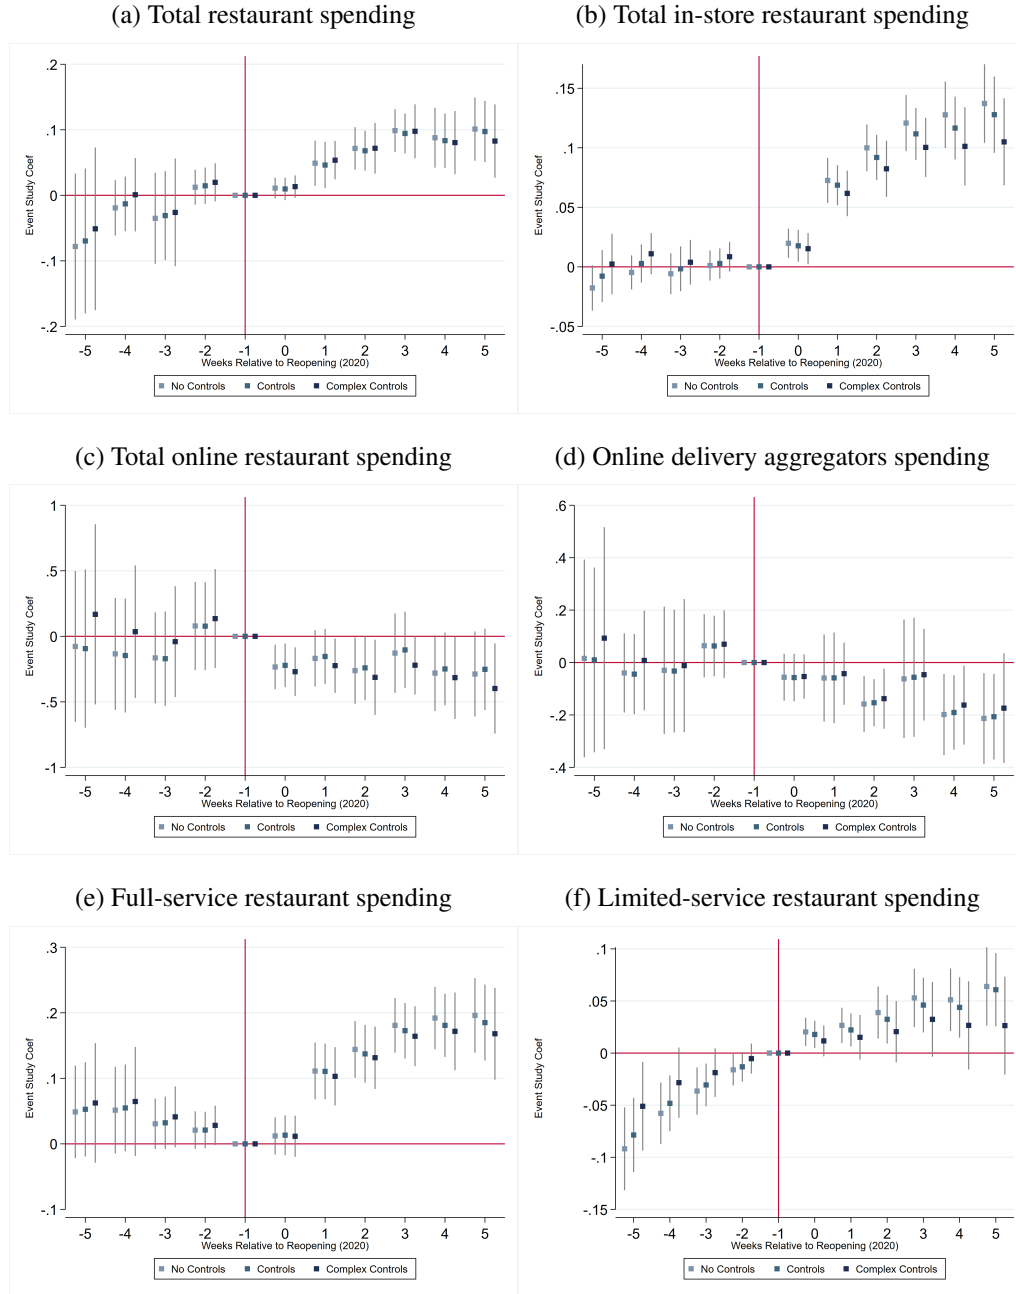 (a) Total restaurant spending
.2
.1
0
-.1
-.2
Event Study Coef
-5 -4 -3 -2 -1 0 1 2 3 4 5
Weeks Relative to Reopening (2020)
No Controls Controls Complex Controls
(b) Total in-store restaurant spending
.15
.1
.05
0
-.05
Event Study Coef
-5 -4 -3 -2 -1 0 1 2 3 4 5
Weeks Relative to Reopening (2020)
No Controls Controls Complex Controls
(c) Total online restaurant spending
1
.5
0
-.5
-1
Event Study Coef
-5 -4 -3 -2 -1 0 1 2 3 4 5
Weeks Relative to Reopening (2020)
No Controls Controls Complex Controls
(d) Online delivery aggregators spending
.6
.4
.2
0
-.2
-.4
Event Study Coef
-5 -4 -3 -2 -1 0 1 2 3 4 5
Weeks Relative to Reopening (2020)
No Controls Controls Complex Controls
(e) Full-service restaurant spending
.3
.2
.1
0
-.1
Event Study Coef
-5 -4 -3 -2 -1 0 1 2 3 4 5
Weeks Relative to Reopening (2020)
No Controls Controls Complex Controls
(f) Limited-service restaurant spending
.1
.05
0
-.05
-.1
-.15
Event Study Coef
-5 -4 -3 -2 -1 0 1 2 3 4 5
Weeks Relative to Reopening (2020)
No Controls Controls Complex Controls